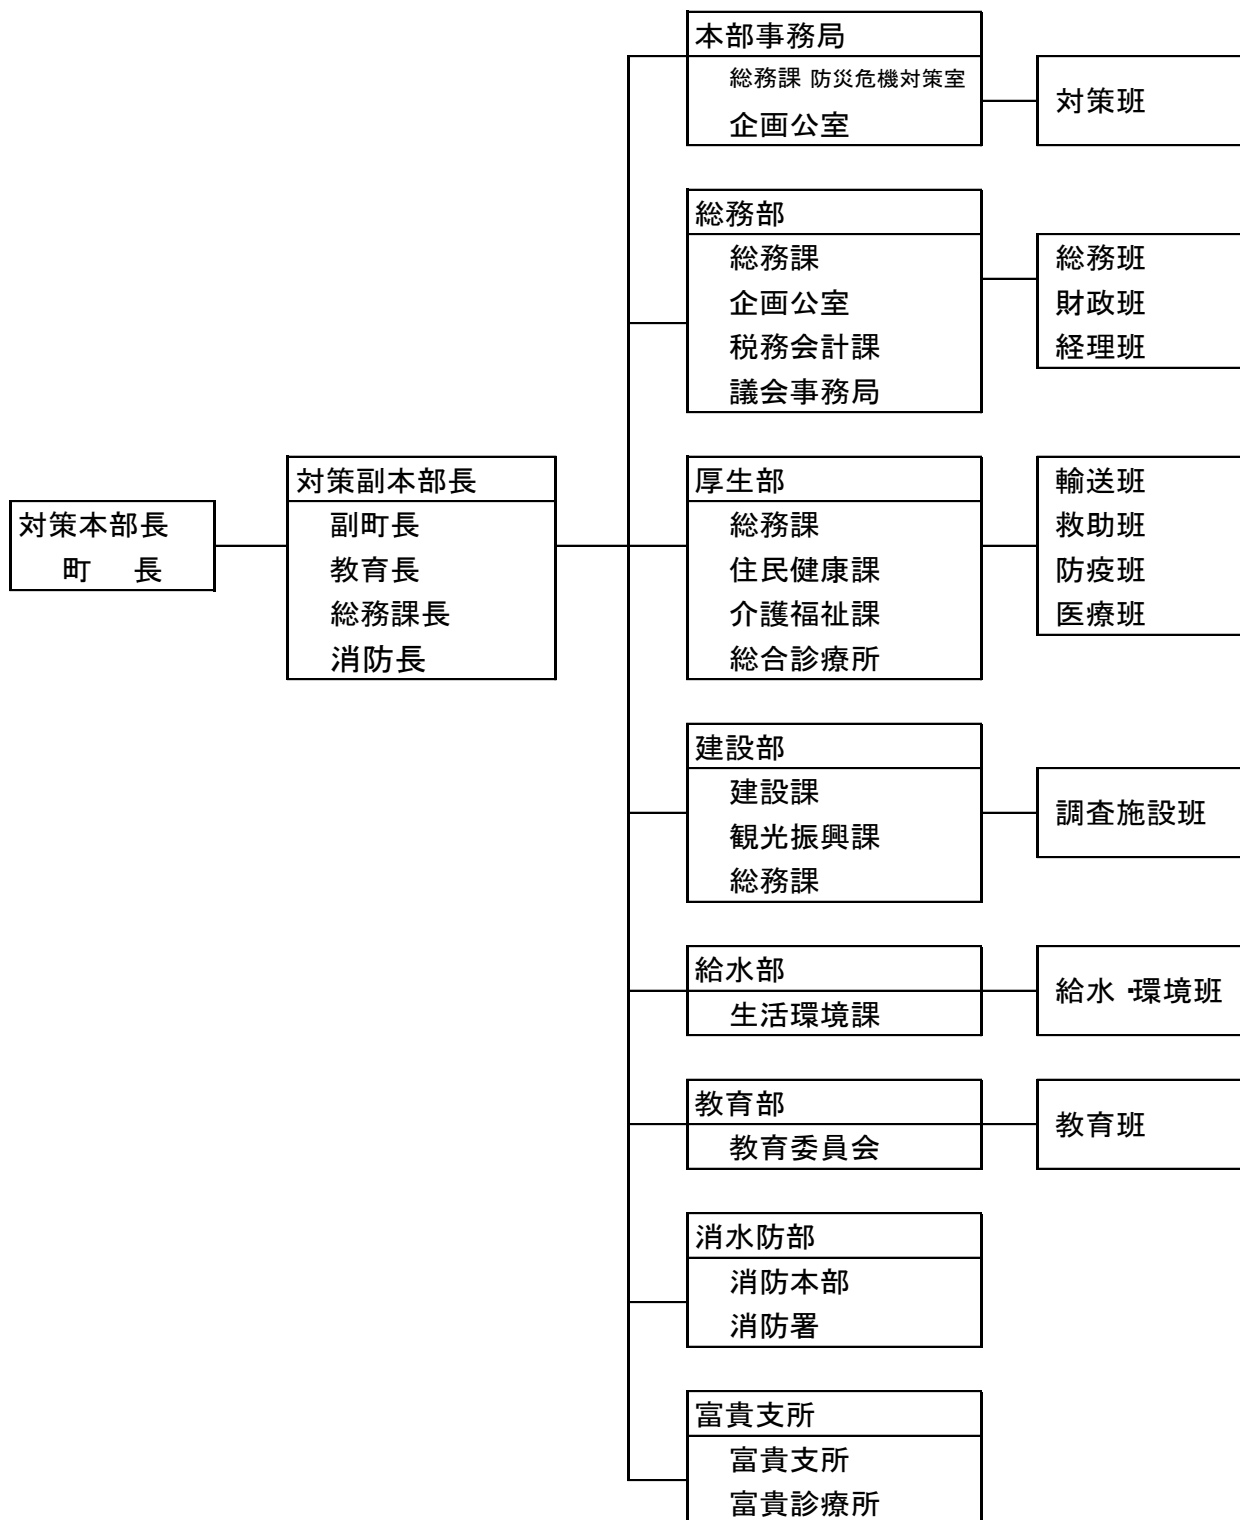 対策本部長
町 長
対策副本部長
副町長
教育長
総務課長
消防長
本部事務局
総務課 防災危機対策室
企画公室
対策班
総務部
総務課
企画公室
税務会計課
議会事務局
総務班
財政班
経理班
厚生部
総務課
住民健康課
介護福祉課
総合診療所
輸送班
救助班
防疫班
医療班
建設部
建設課
観光振興課
総務課
調査施設班
給水部
生活環境課
給水・環境班
教育部
教育委員会
教育班
消水防部
消防本部
消防署
富貴支所
富貴支所
富貴診療所